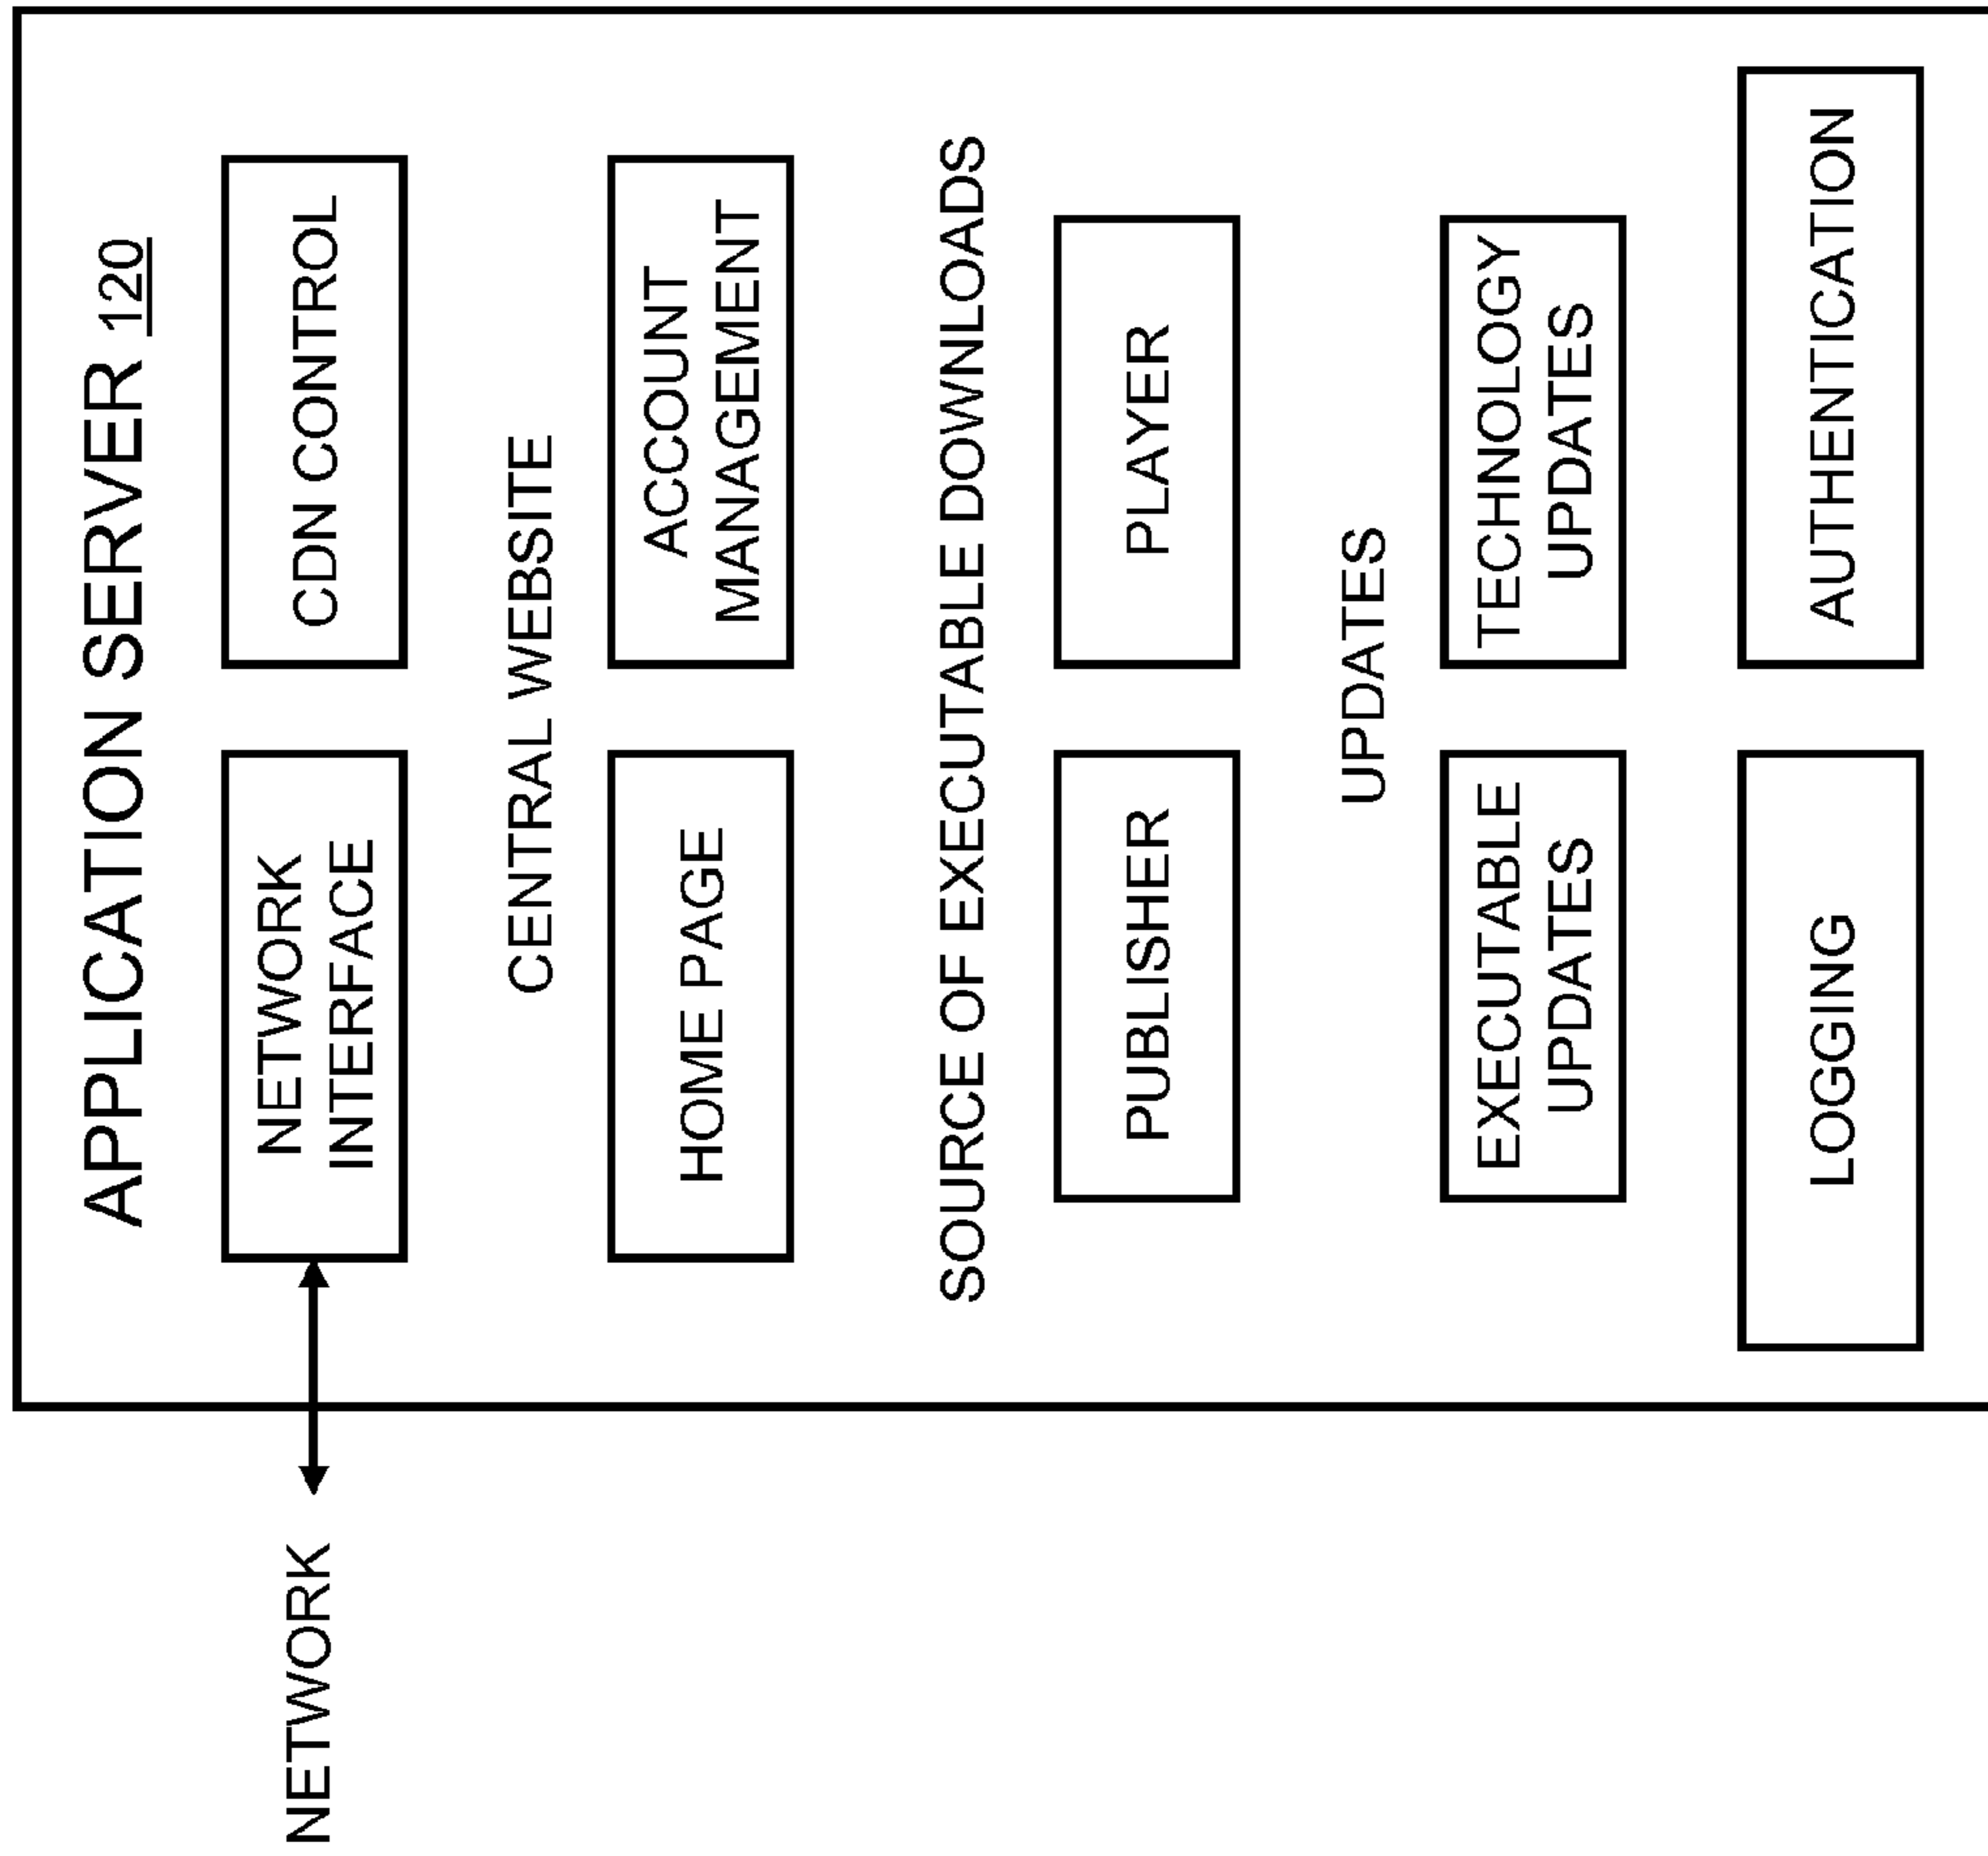 APPLICATION SERVER 120
NETWORK
NETWORK
INTERFACE
CDN CONTROL
CENTRAL WEBSITE
HOME PAGE
ACCOUNT
MANAGEMENT
SOURCE OF EXECUTABLE DOWNLOADS
PUBLISHER
PLAYER
UPDATES
EXECUTABLE
UPDATES
TECHNOLOGY
UPDATES
LOGGING
AUTHENTICATION